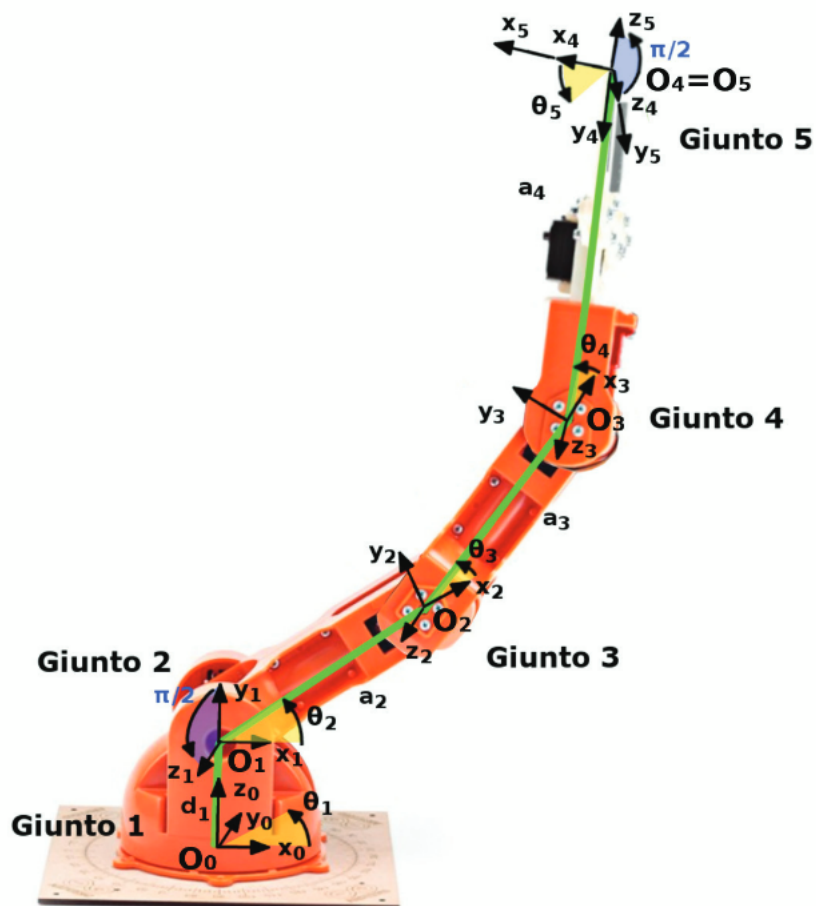 x₅
x₄
z₅
π/2
O₄=O₅
θ₅
z₄
y₄
y₅
Giunto 5
a₄
θ₄
x₃
y₃
O₃
Giunto 4
z₃
a₃
θ₃
y₂
x₂
O₂
z₂
Giunto 3
Giunto 2
π/2
y₁
a₂
θ₂
O₁
x₁
z₁
d₁
z₀
θ₁
y₀
Giunto 1
O₀
x₀